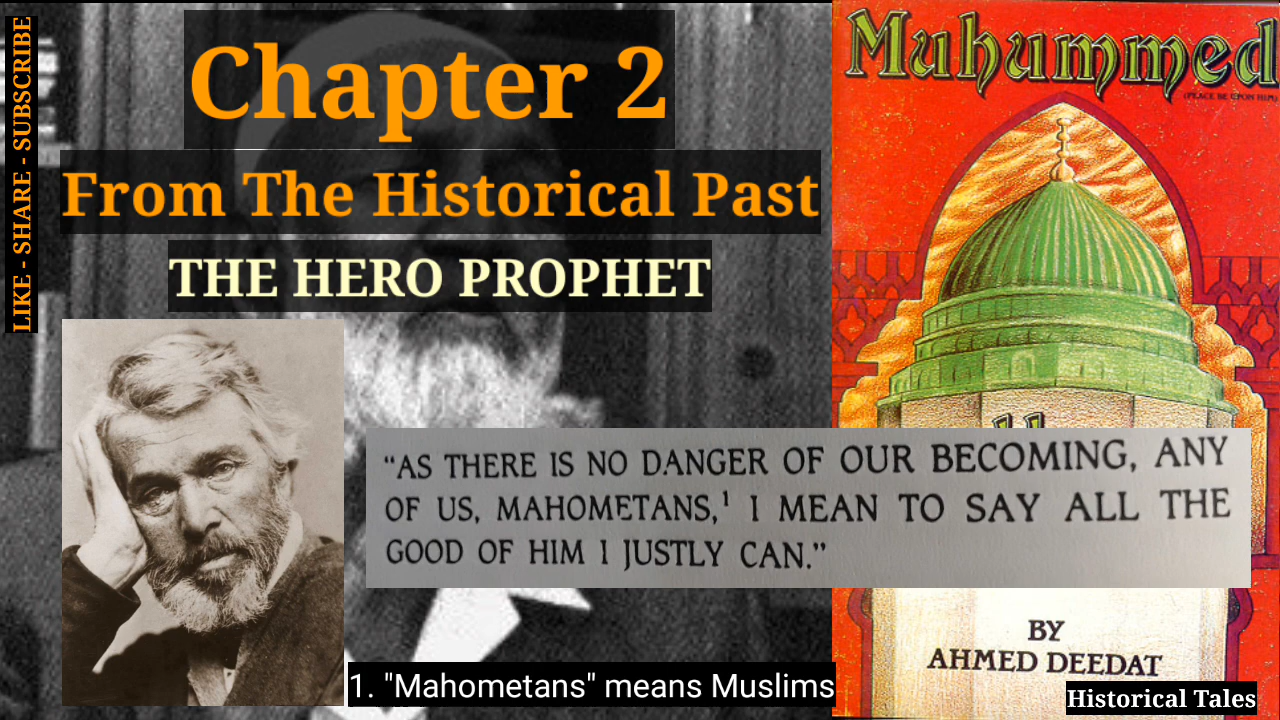 LIKE - SHARE - SUBSCRIBE
Chapter 2
From The Historical Past
THE HERO PROPHET
Muhummed
(PEACE BE UPON HIM)
“AS THERE IS NO DANGER OF OUR BECOMING, ANY
OF US, MAHOMETANS,¹ I MEAN TO SAY ALL THE
GOOD OF HIM I JUSTLY CAN.”
BY
AHMED DEEDAT
1. "Mahometans" means Muslims
Historical Tales